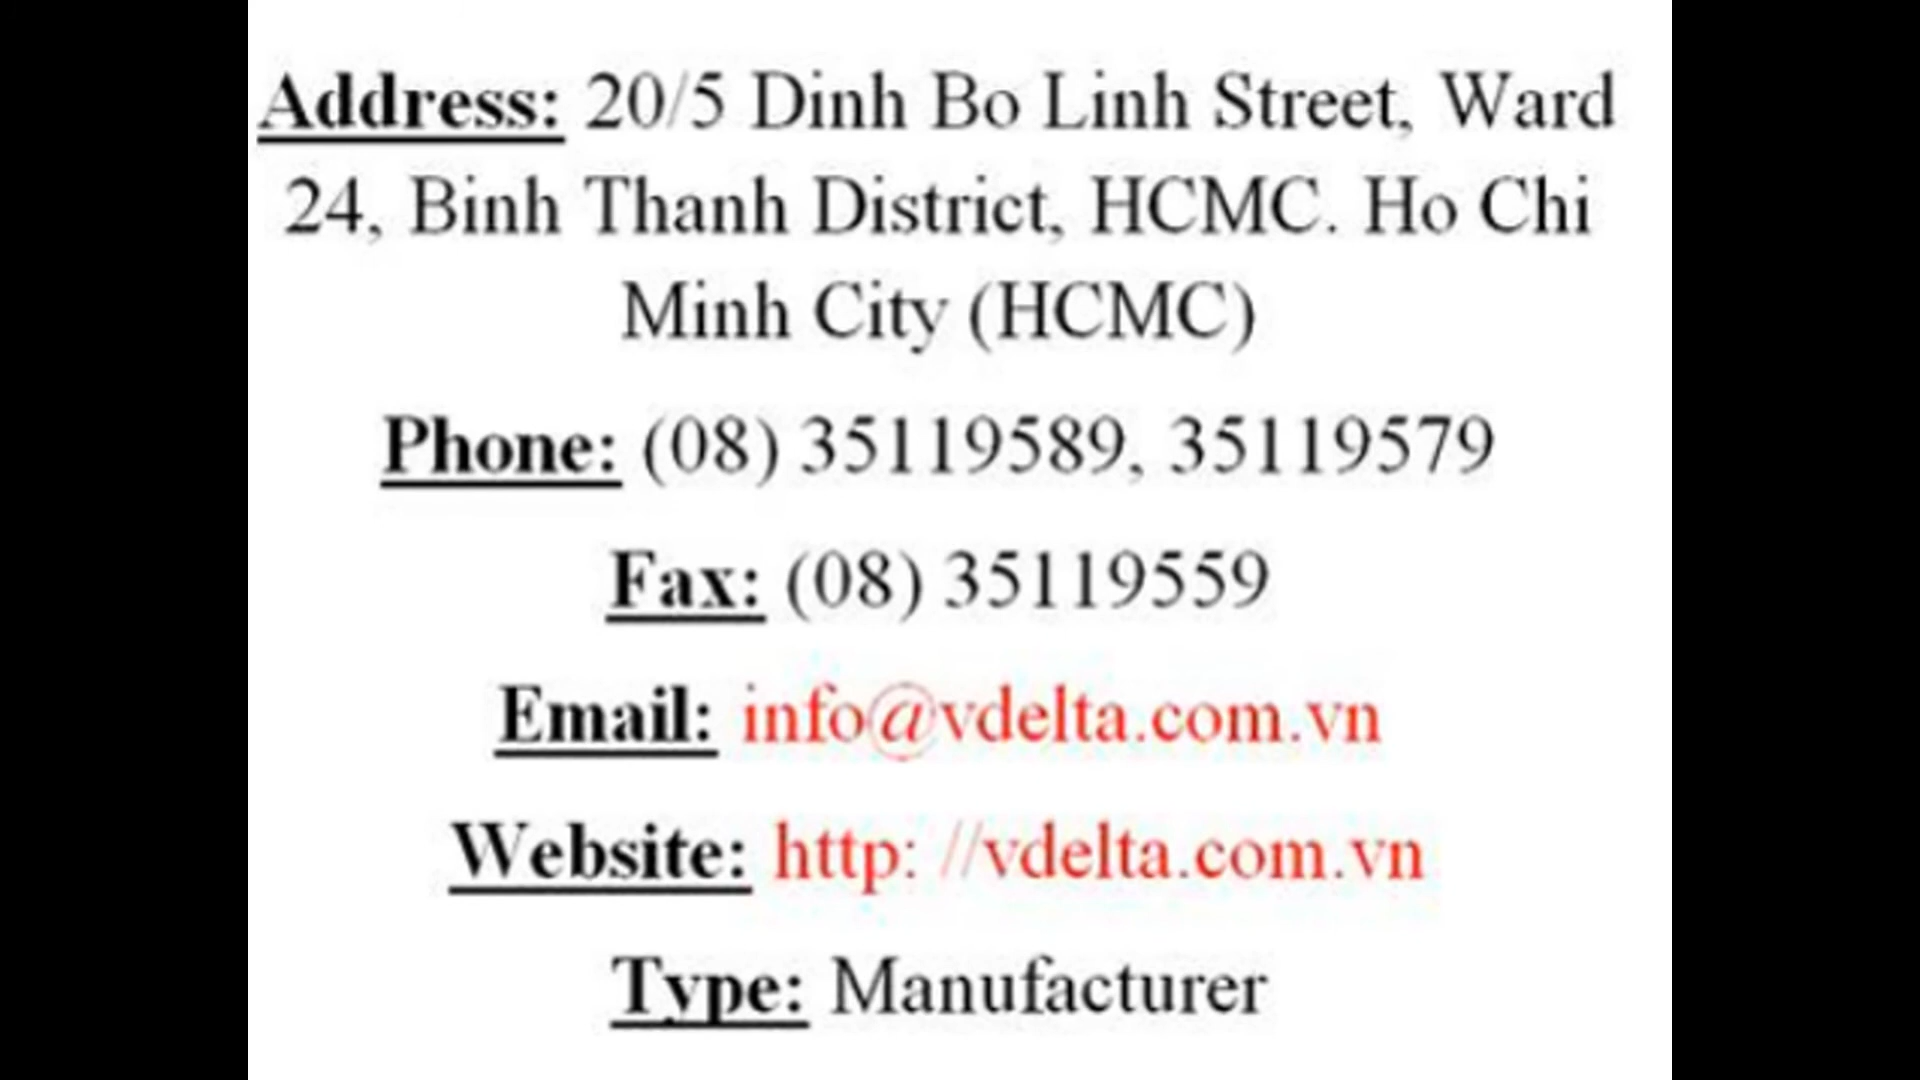 Address: 20/5 Dinh Bo Linh Street, Ward
24, Binh Thanh District, HCMC. Ho Chi
Minh City (HCMC)
Phone: (08) 35119589, 35119579
Fax: (08) 35119559
Email: info@vdelta.com.vn
Website: http: //vdelta.com.vn
Type: Manufacturer